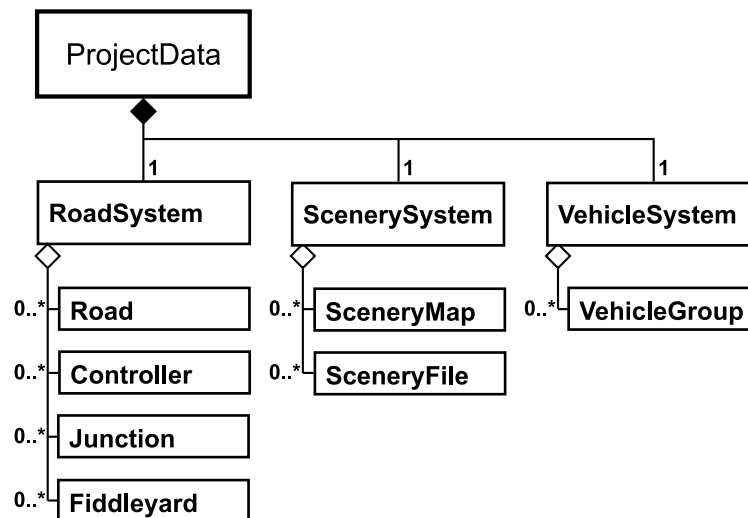 ProjectData
1
1
1
RoadSystem
ScenerySystem
VehicleSystem
0..*
Road
0..*
SceneryMap
0..*
VehicleGroup
0..*
Controller
0..*
SceneryFile
0..*
Junction
0..*
Fiddleyard